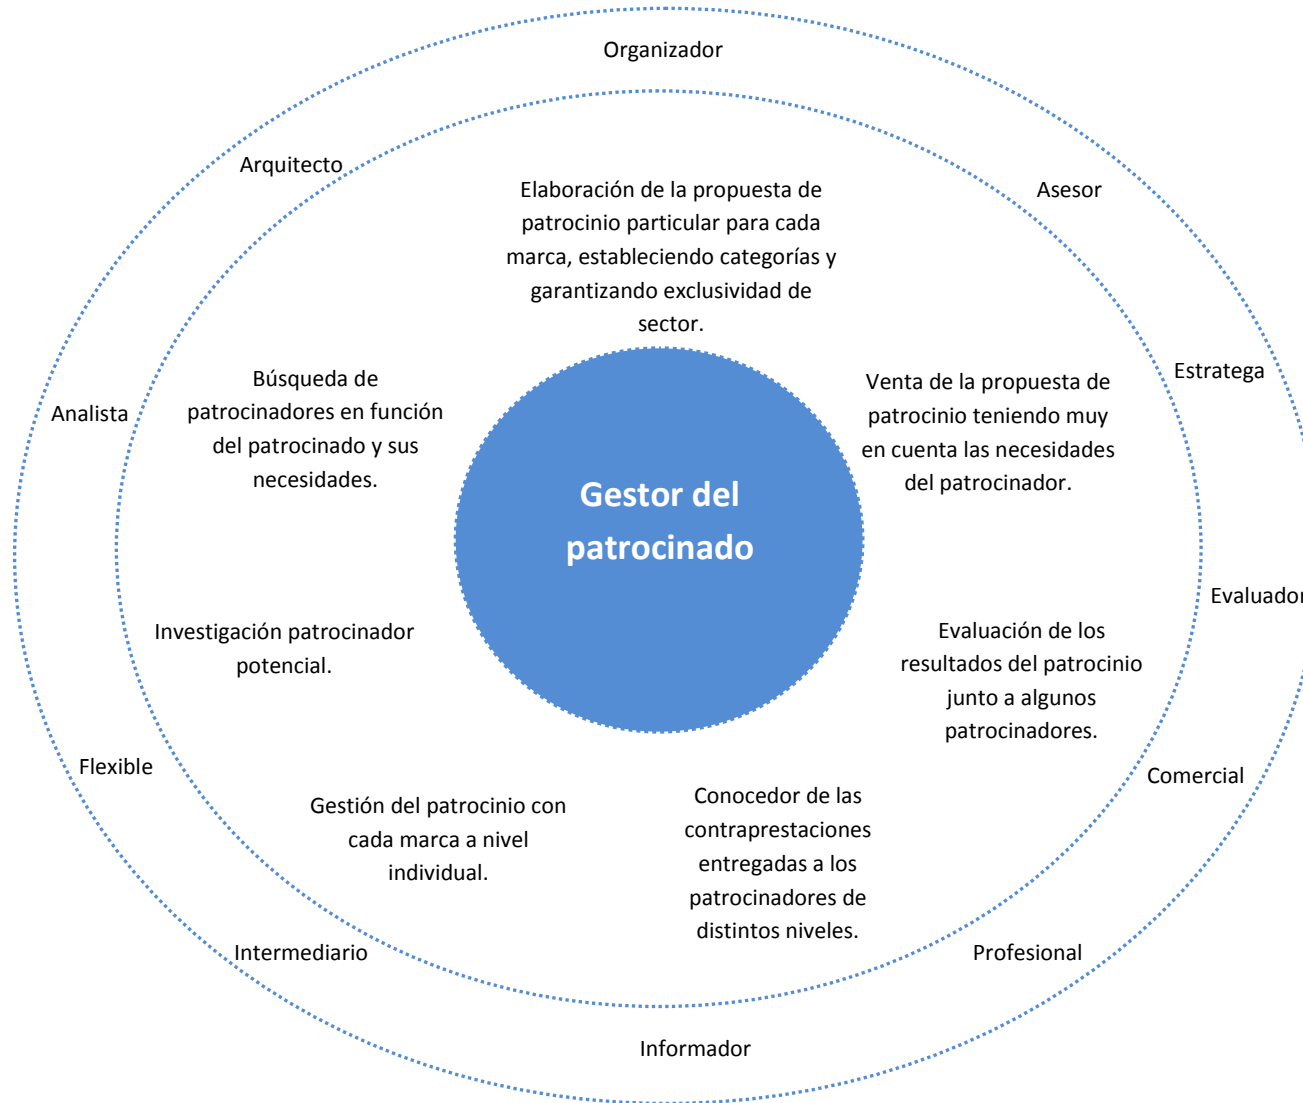 Organizador
Arquitecto
Asesor
Elaboración de la propuesta de
patrocinio particular para cada
marca, estableciendo categorías y
garantizando exclusividad de
sector.
Búsqueda de
patrocinadores en función
del patrocinado y sus
necesidades.
Venta de la propuesta de
patrocinio teniendo muy
en cuenta las necesidades
del patrocinador.
Estratega
Analista
Gestor del
patrocinado
Evaluador
Investigación patrocinador
potencial.
Evaluación de los
resultados del patrocinio
junto a algunos
patrocinadores.
Flexible
Comercial
Gestión del patrocinio con
cada marca a nivel
individual.
Conocedor de las
contraprestaciones
entregadas a los
patrocinadores de
distintos niveles.
Intermediario
Profesional
Informador